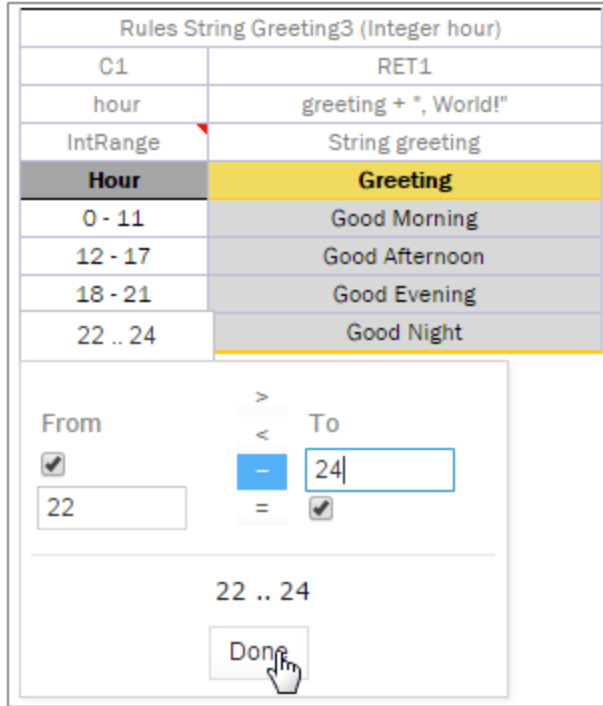 Rules String Greeting3 (Integer hour)
C1 RET1
hour greeting + ", World!"
IntRange String greeting
Hour Greeting
0 - 11 Good Morning
12 - 17 Good Afternoon
18 - 21 Good Evening
22 .. 24 Good Night
>
From < To
– 24
22 =
22 .. 24
Done